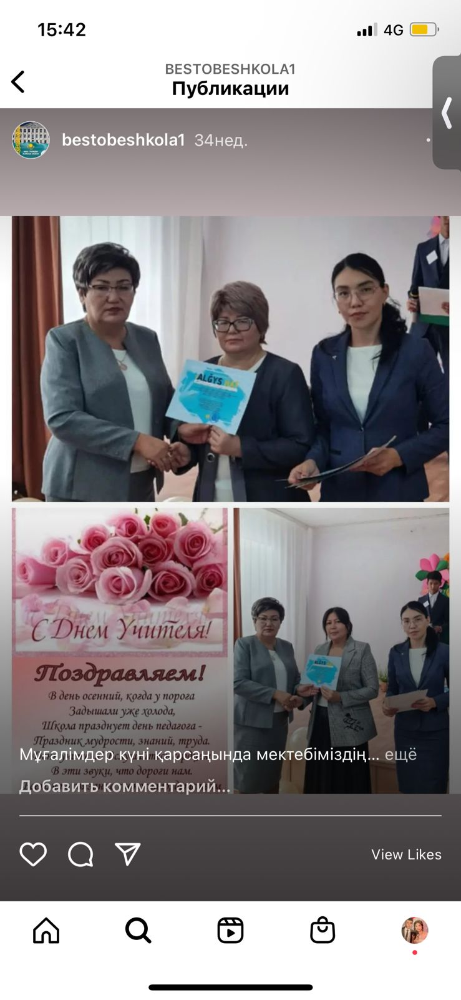 15:42
4G
BESTOBESHKOLA1
Публикации
bestobeshkola1 34нед.
ALĞYS HAT
С Днем Учителя!
Поздравляем!
В день осенний, когда у порога
Задышали уже холода,
Школа празднует день педагога -
Праздник мудрости, знаний, труда.
Мұғалімдер күні қарсаңында мектебіміздің... ещё
В эти звуки, что дороги нам.
Добавить комментарий...
ALĞYS
View Likes